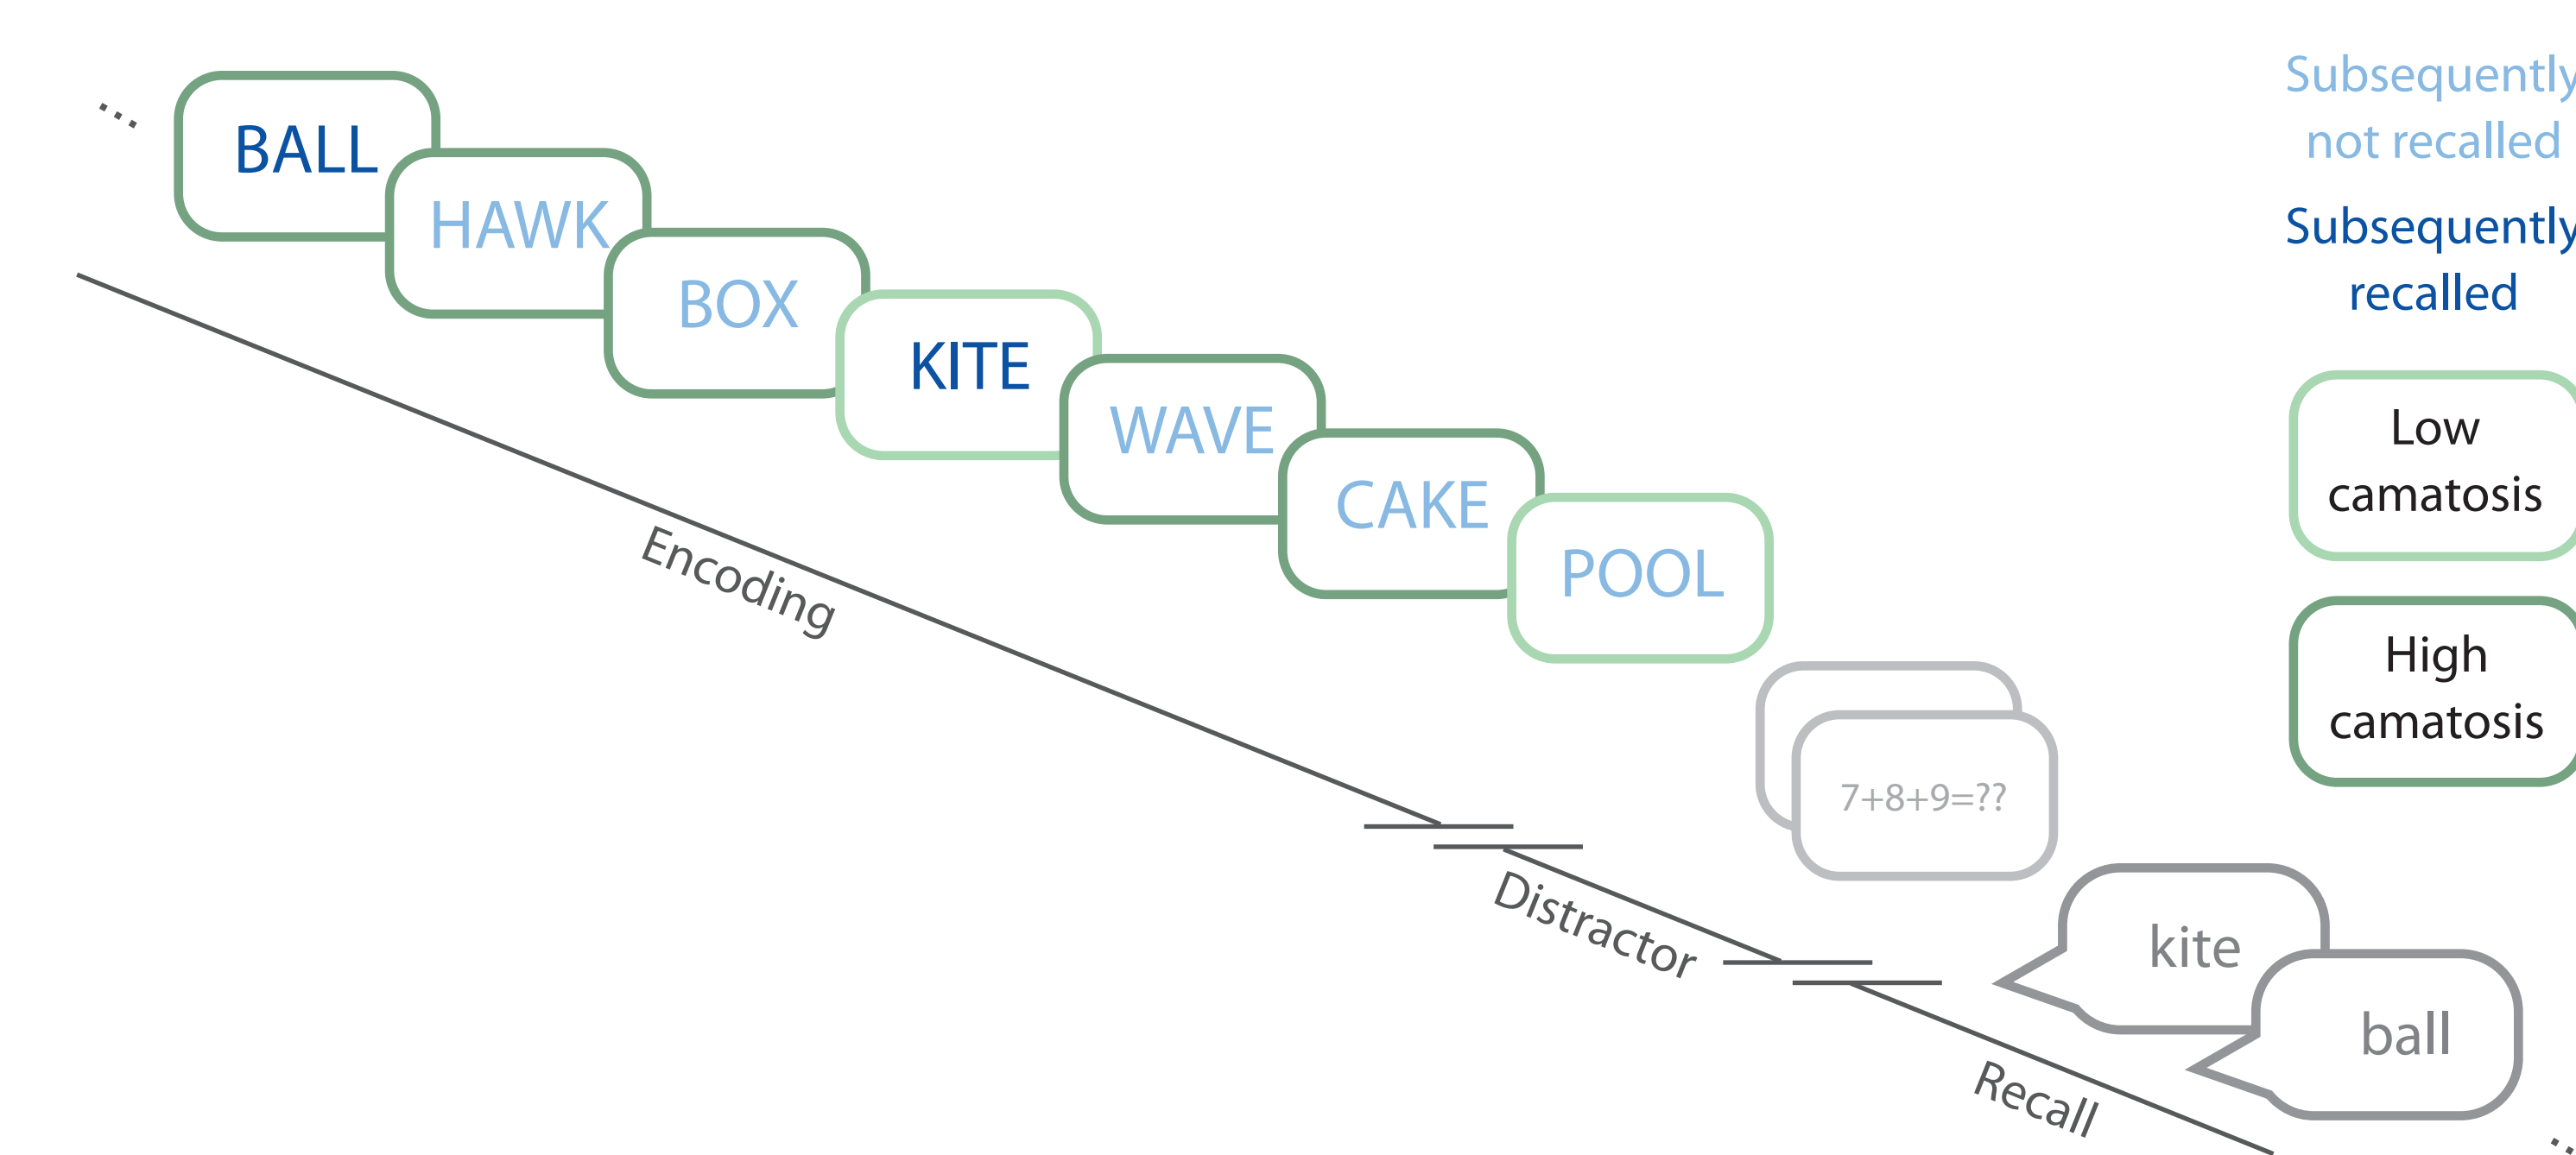 BALL
HAWK
BOX
KITE
WAVE
CAKE
POOL
7+8+9=??
kite
ball
Encoding
Distractor
Recall
Subsequently
not recalled
Subsequently
recalled
Low
camatosis
High
camatosis